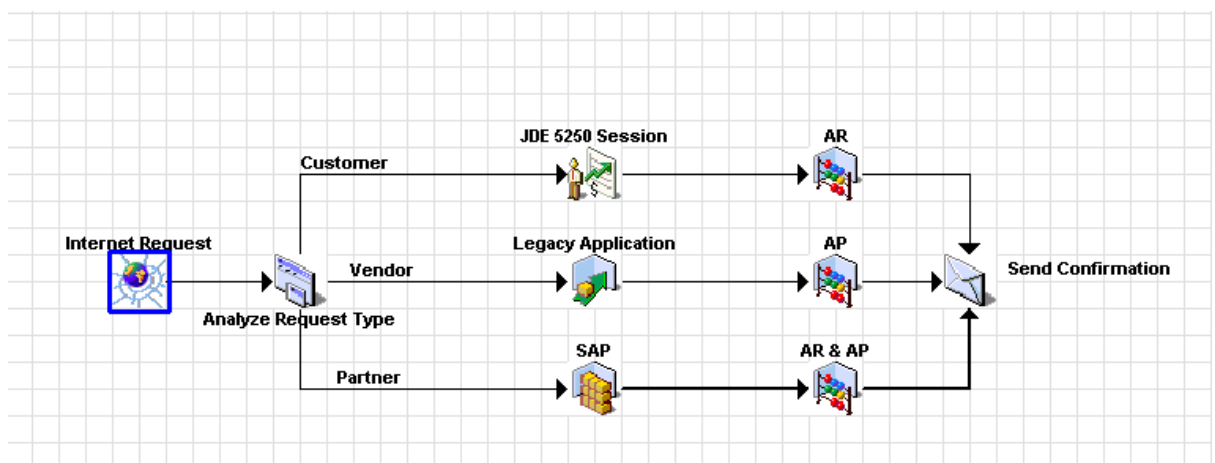 JDE 5250 Session
AR
Customer
Internet Request
Legacy Application
AP
Vendor
Send Confirmation
Analyze Request Type
SAP
AR & AP
Partner